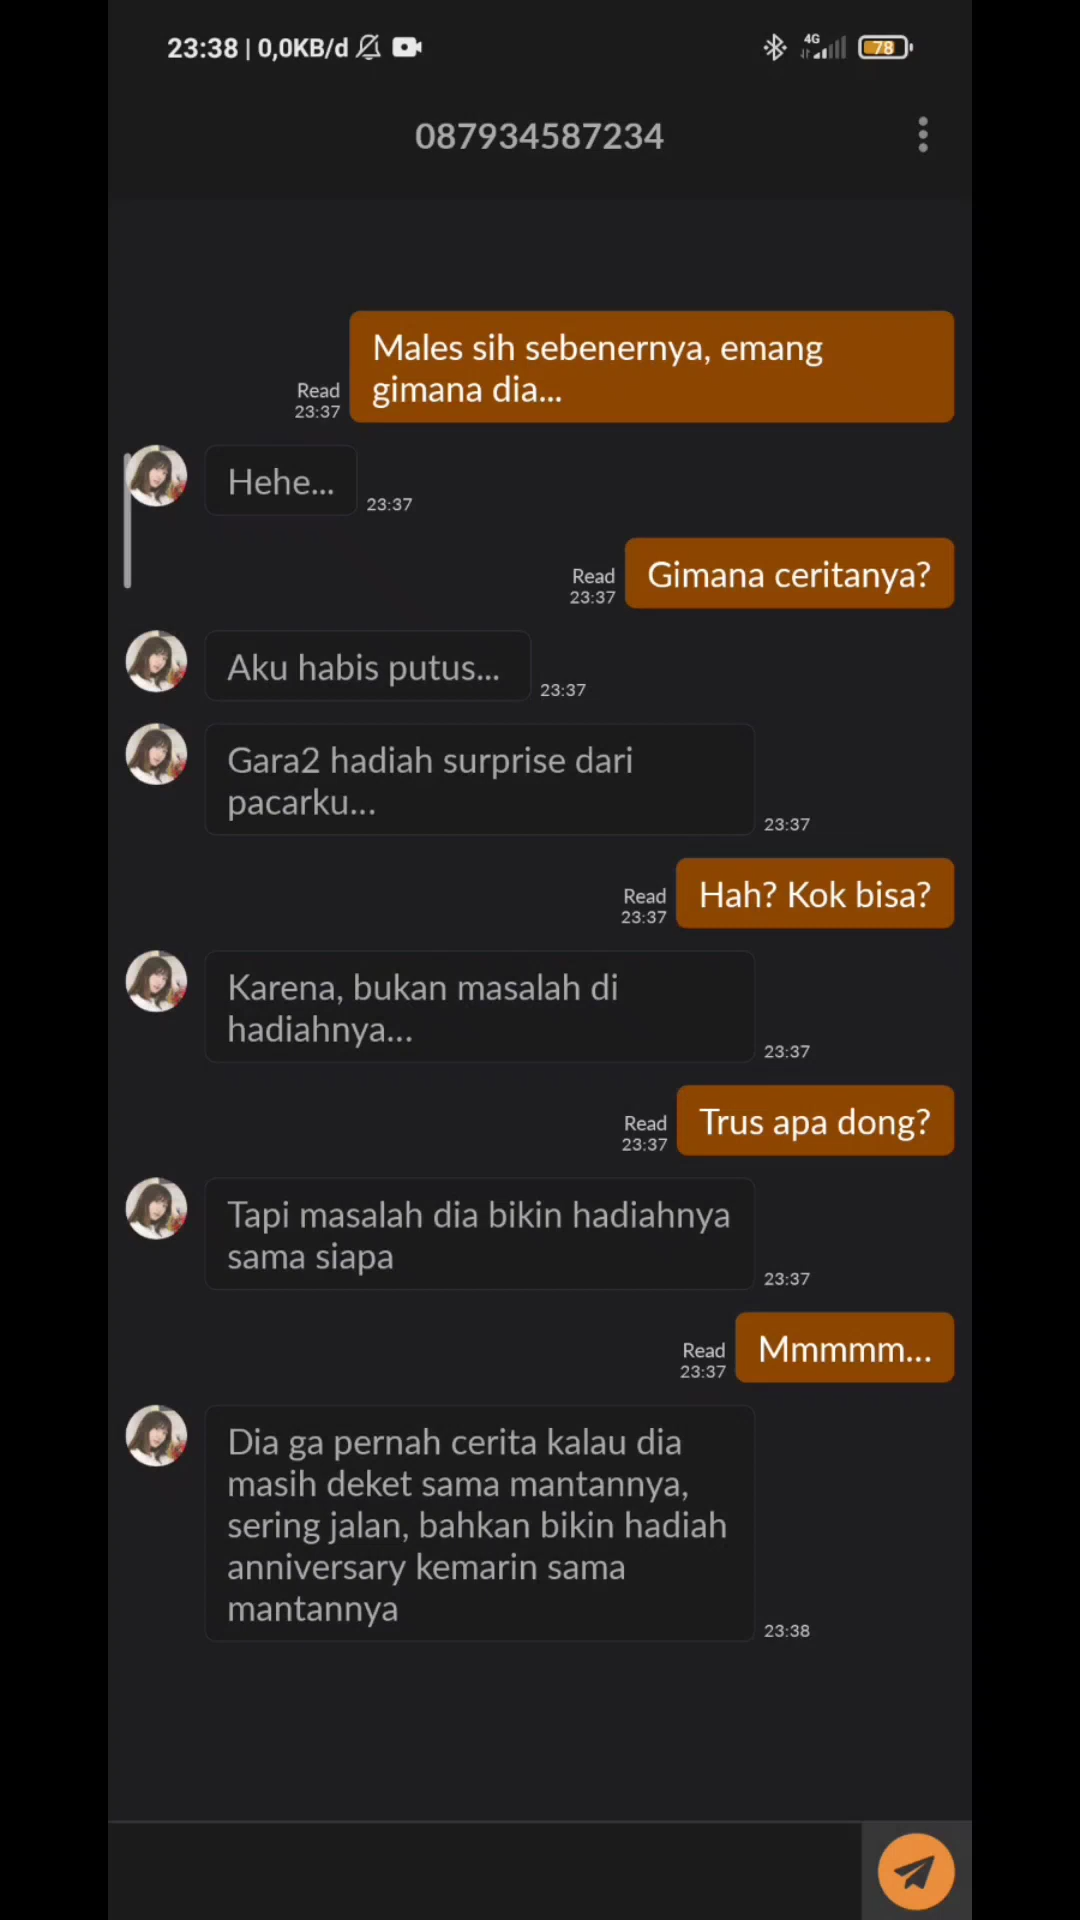 23:38 | 0,0KB/d
4G
78
087934587234
Males sih sebenernya, emang
gimana dia...
Read
23:37
Hehe...
23:37
Gimana ceritanya?
Read
23:37
Aku habis putus...
23:37
Gara2 hadiah surprise dari
pacarku...
23:37
Hah? Kok bisa?
Read
23:37
Karena, bukan masalah di
hadiahnya...
23:37
Trus apa dong?
Read
23:37
Tapi masalah dia bikin hadiahnya
sama siapa
23:37
Mmmmm...
Read
23:37
Dia ga pernah cerita kalau dia
masih deket sama mantannya,
sering jalan, bahkan bikin hadiah
anniversary kemarin sama
mantannya
23:38